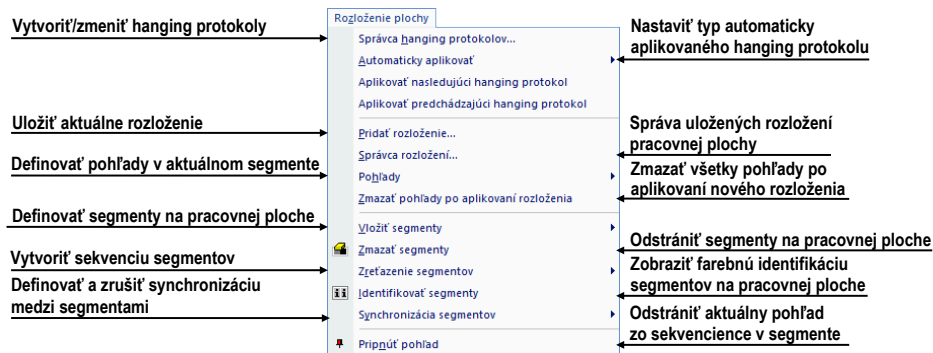 Rozloženie plochy
Vytvoriť/zmeniť hanging protokoly
Správca hanging protokolov...
Nastaviť typ automaticky
aplikovaného hanging protokolu
Automaticky aplikovať
Aplikovať nasledujúci hanging protokol
Aplikovať predchádzajúci hanging protokol
Uložiť aktuálne rozloženie
Pridať rozloženie...
Správa uložených rozložení
pracovnej plochy
Správca rozložení...
Definovať pohľady v aktuálnom segmente
Pohľady
Zmazať všetky pohľady po
aplikovaní nového rozloženia
Zmazať pohľady po aplikovaní rozloženia
Definovať segmenty na pracovnej ploche
Vložiť segmenty
Odstrániť segmenty na pracovnej ploche
Zmazať segmenty
Vytvoriť sekvenciu segmentov
Zreťazenie segmentov
Zobraziť farebnú identifikáciu
segmentov na pracovnej ploche
Identifikovať segmenty
Definovať a zrušiť synchronizáciu
medzi segmentami
Synchronizácia segmentov
Odstrániť aktuálny pohľad
zo sekvencience v segmente
Pripnúť pohľad